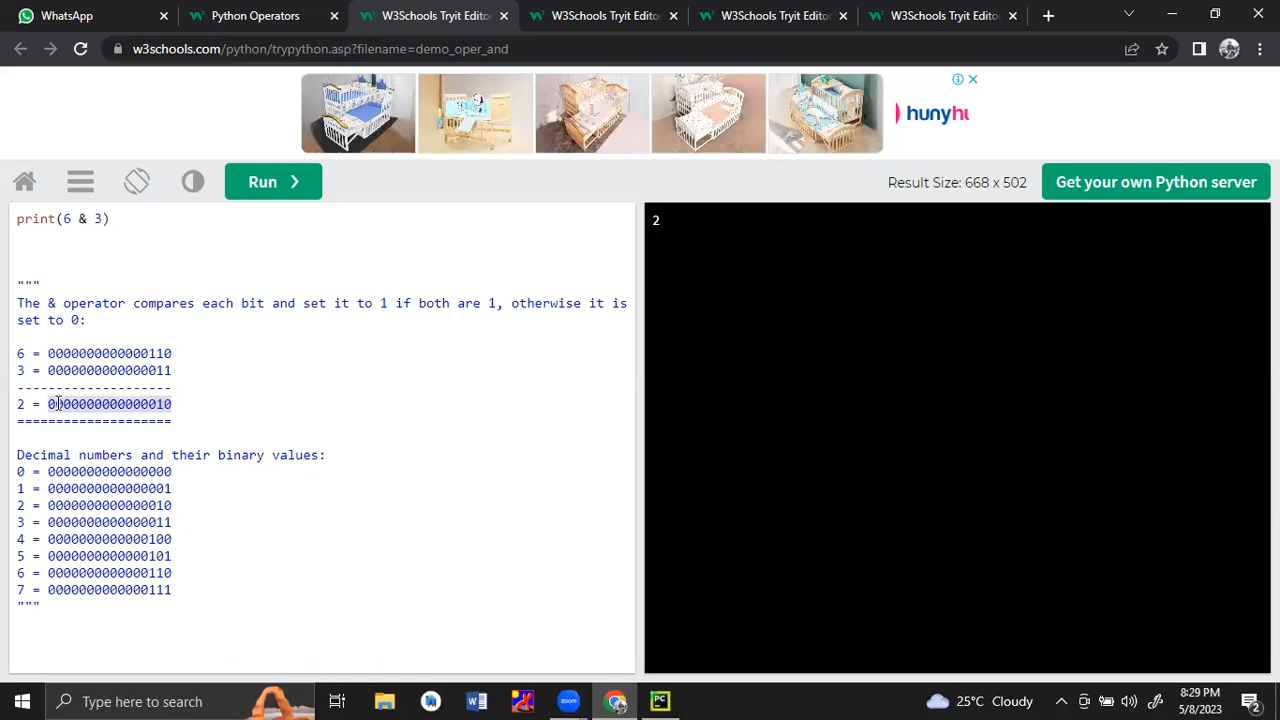 WhatsApp
Python Operators
W3Schools Tryit Edito
W3Schools Tryit Editor
W3Schools Tryit Editor
W3Schools Tryit Editor
w3schools.com/python/trypython.asp?filename=demo_oper_and
hunyhu
Run
Result Size: 668 x 502
Get your own Python server
print(6 & 3)
2
"""
The & operator compares each bit and set it to 1 if both are 1, otherwise it is
set to 0:
6 = 0000000000000110
3 = 0000000000000011
--------------------
2 = 0000000000000010
====================
Decimal numbers and their binary values:
0 = 0000000000000000
1 = 0000000000000001
2 = 0000000000000010
3 = 0000000000000011
4 = 0000000000000100
5 = 0000000000000101
6 = 0000000000000110
7 = 0000000000000111
"""
Type here to search
zoom
PC
25°C Cloudy
8:29 PM
5/8/2023
2